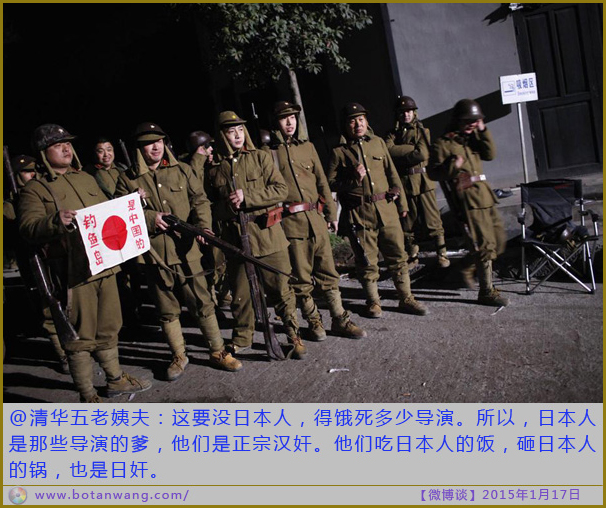 钓鱼岛
是中国的
吸烟区
@清华五老姨夫：这要没日本人，得饿死多少导演。所以，日本人
是那些导演的爹，他们是正宗汉奸。他们吃日本人的饭，砸日本人
的锅，也是日奸。
www.botanwang.com/
【微博谈】2015年1月17日